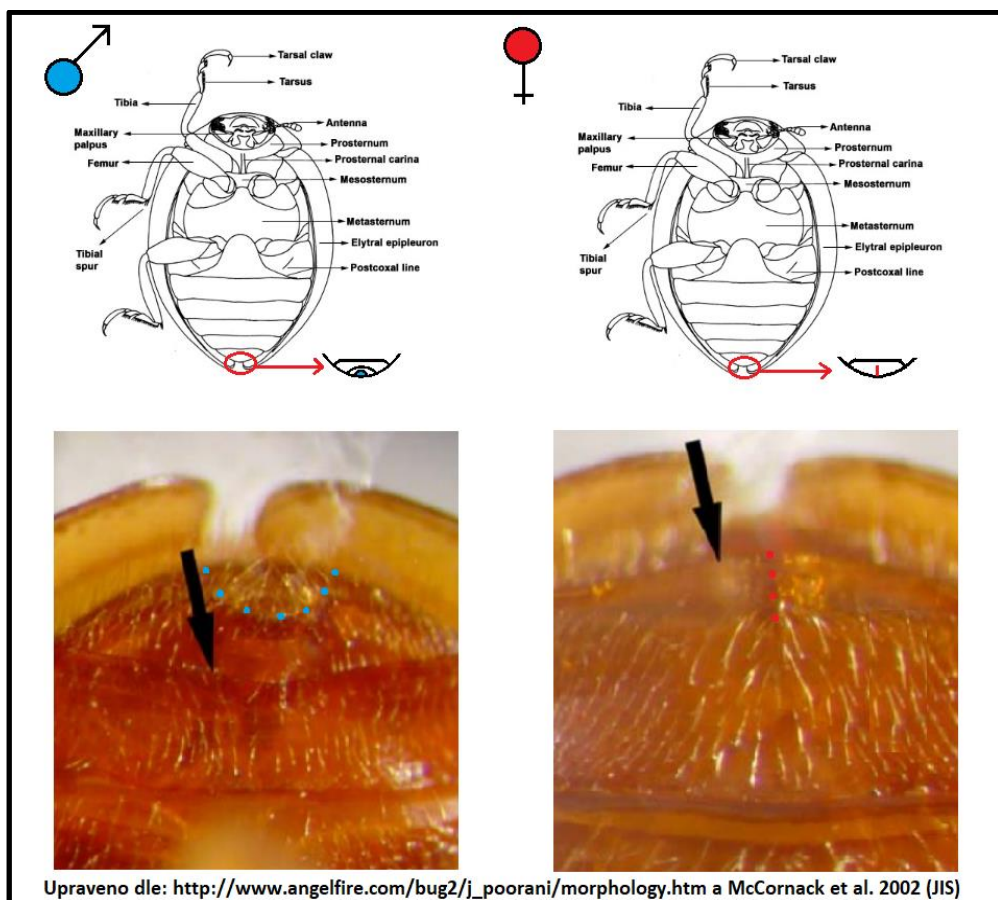 Tarsal claw
Tarsus
Tibia
Antenna
Maxillary
palpus
Prosternum
Femur
Prosternal carina
Mesosternum
Metasternum
Tibial
spur
Elytral epipleuron
Postcoxal line
Tarsal claw
Tarsus
Tibia
Antenna
Maxillary
palpus
Prosternum
Femur
Prosternal carina
Mesosternum
Metasternum
Tibial
spur
Elytral epipleuron
Postcoxal line
Upraveno dle: http://www.angelfire.com/bug2/j_poorani/morphology.htm a McCornack et al. 2002 (JIS)